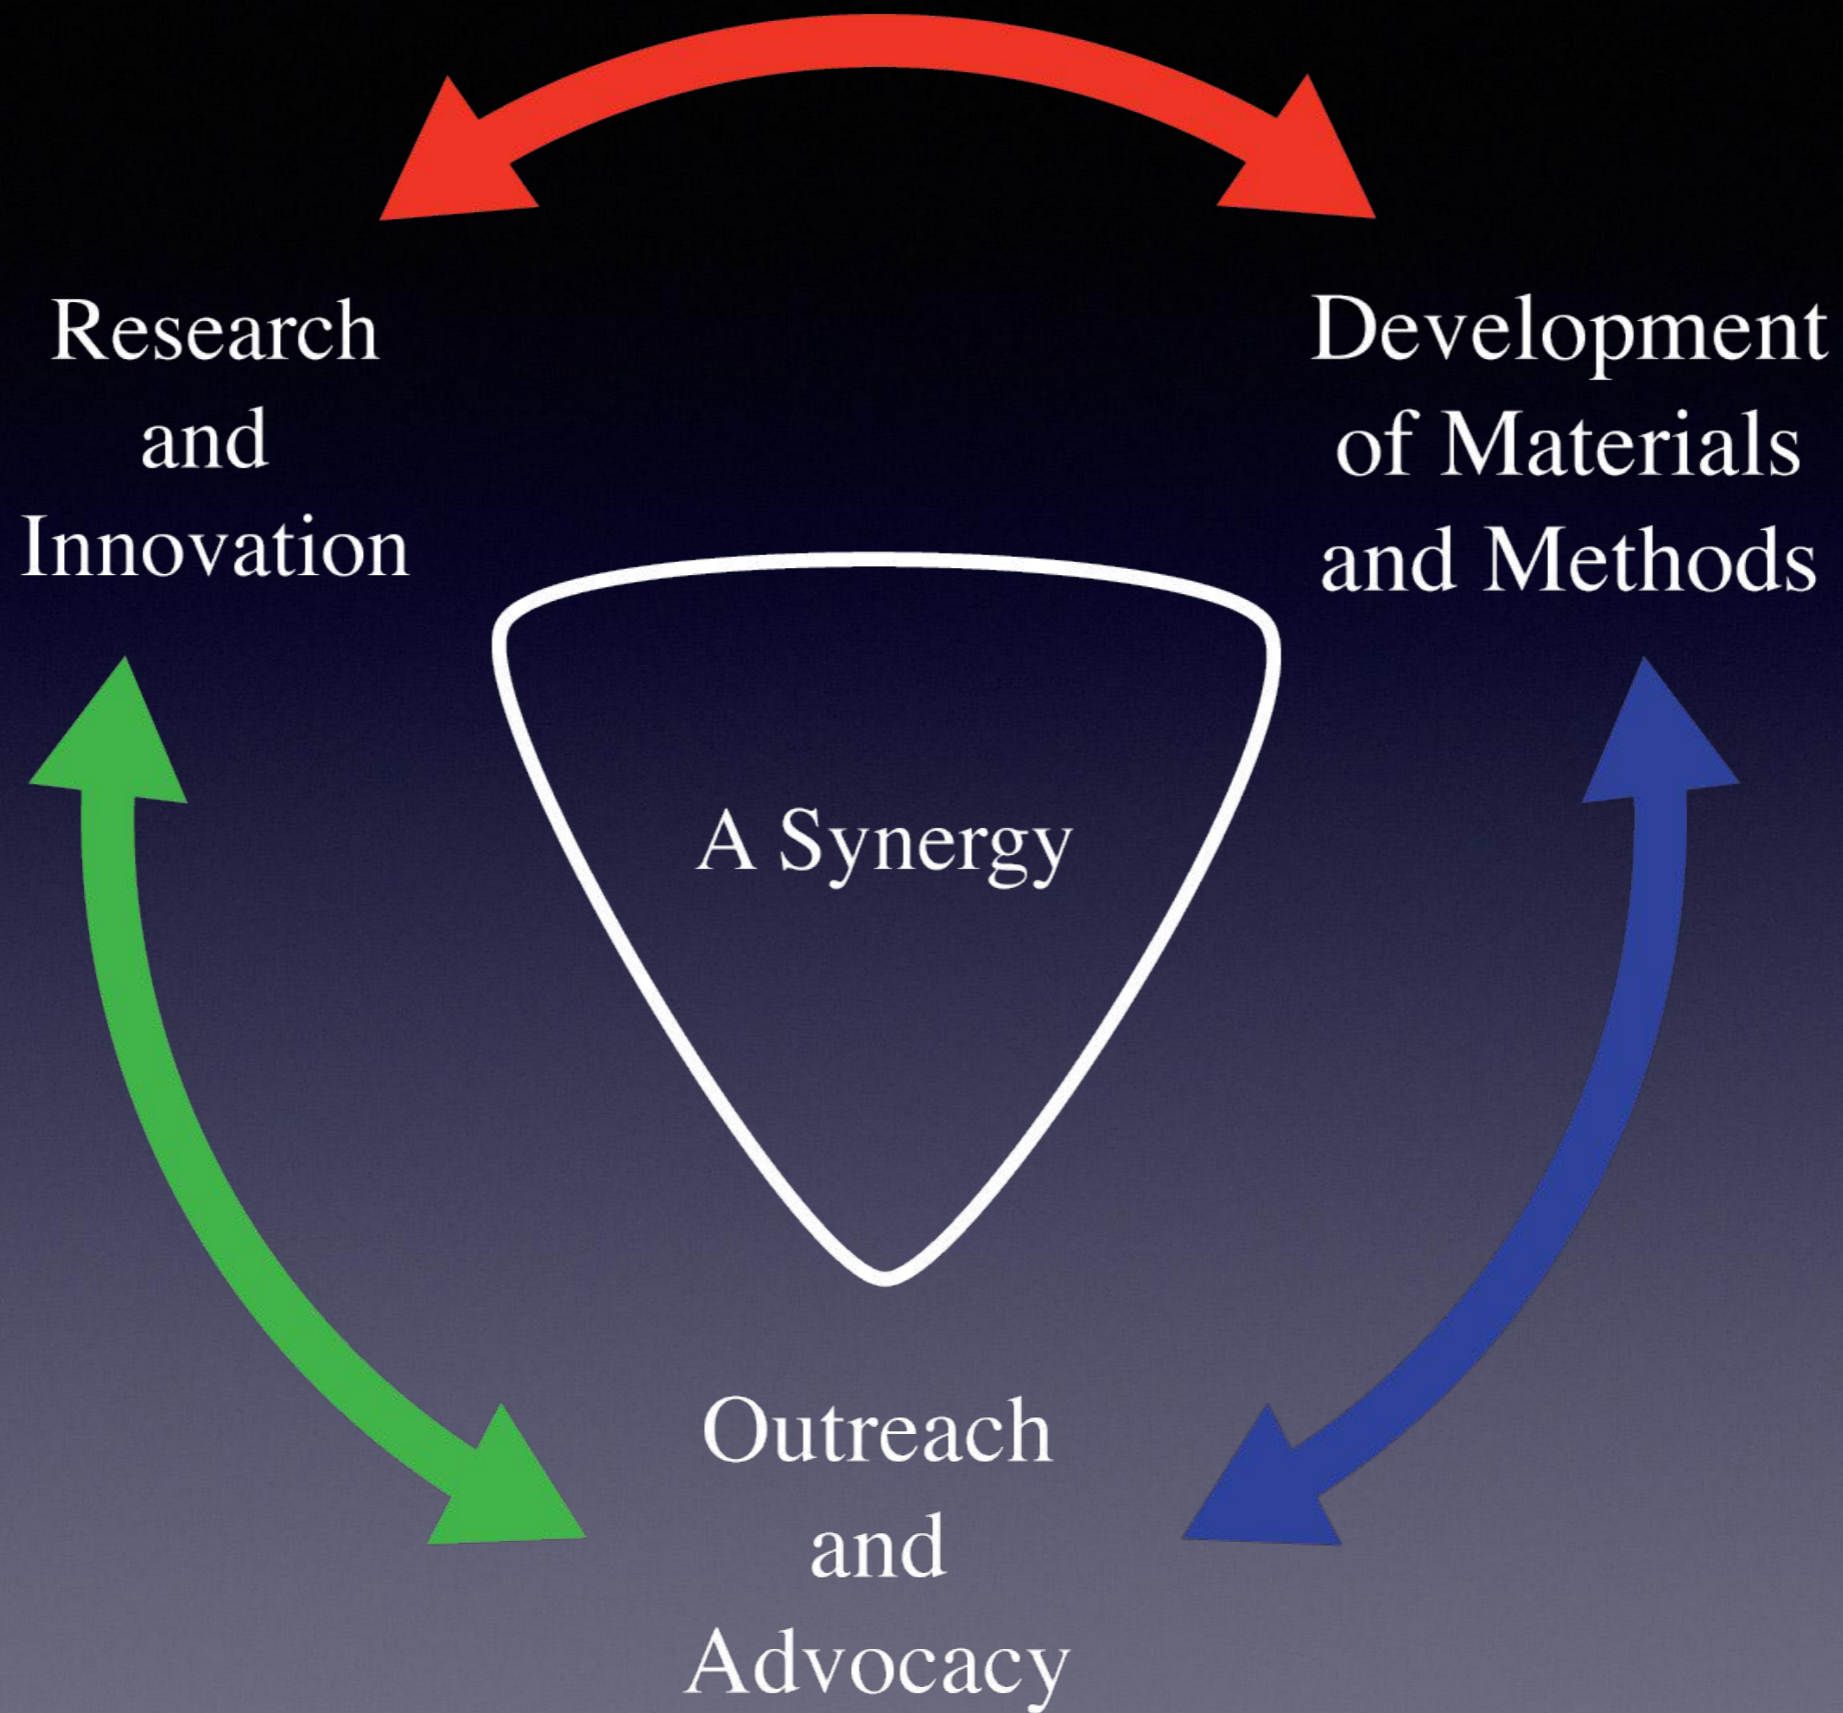 Research
and
Innovation
Development
of Materials
and Methods
A Synergy
Outreach
and
Advocacy